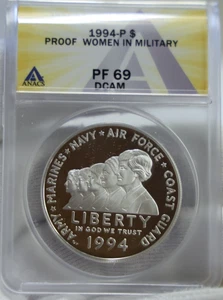 1994-P $
PROOF WOMEN IN MILITARY
ANACS
PF 69
DCAM
ARMY ★ MARINES ★ NAVY ★ AIR FORCE ★ COAST GUARD
LIBERTY
IN GOD WE TRUST
1994